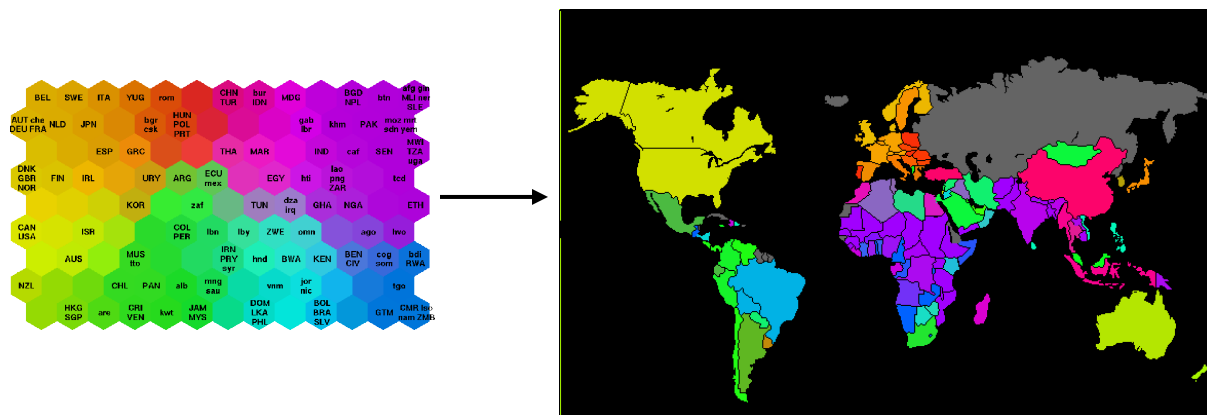 BEL SWE ITA YUG rom CHN TUR bur IDN MDG BGD NPL btn afg gin MLI ner SLE
AUT che DEU FRA NLD JPN bgr csk HUN POL PRT gab lbr khm PAK moz mrt sdn yem
ESP GRC THA MAR IND caf SEN MWI TZA uga
DNK GBR NOR FIN IRL URY ARG ECU mex EGY hti lao png ZAR tcd
KOR zaf TUN dza irq GHA NGA ETH
CAN USA ISR COL PER lbn lby ZWE omn ago hvo
AUS MUS tto IRN PRY syr hnd BWA KEN BEN CIV cog som bdi RWA
NZL CHL PAN alb mng sau vnm jor nic tgo
HKG SGP are CRI VEN kwt JAM MYS DOM LKA PHL BOL BRA SLV GTM CMR lso nam ZMB